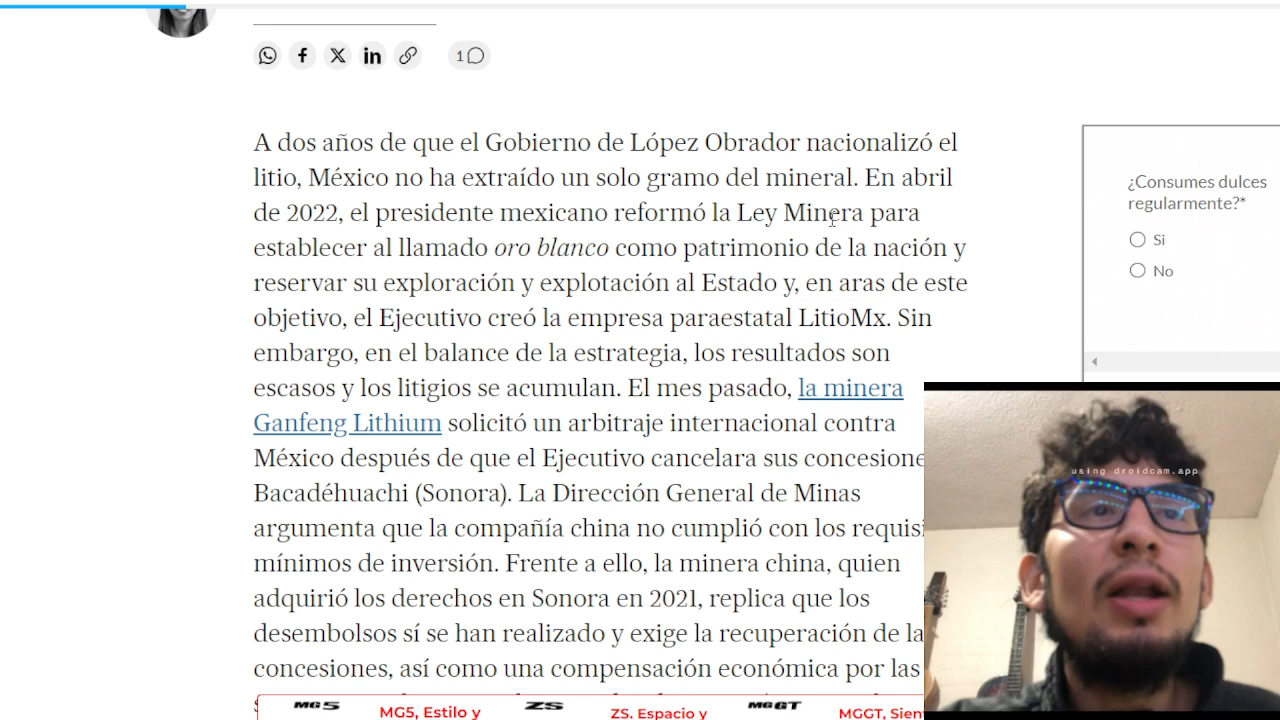 1
A dos años de que el Gobierno de López Obrador nacionalizó el
litio, México no ha extraído un solo gramo del mineral. En abril
de 2022, el presidente mexicano reformó la Ley Minera para
establecer al llamado oro blanco como patrimonio de la nación y
reservar su exploración y explotación al Estado y, en aras de este
objetivo, el Ejecutivo creó la empresa paraestatal LitioMx. Sin
embargo, en el balance de la estrategia, los resultados son
escasos y los litigios se acumulan. El mes pasado, la minera
Ganfeng Lithium solicitó un arbitraje internacional contra
México después de que el Ejecutivo cancelara sus concesione
Bacadéhuachi (Sonora). La Dirección General de Minas
argumenta que la compañía china no cumplió con los requisi
mínimos de inversión. Frente a ello, la minera china, quien
adquirió los derechos en Sonora en 2021, replica que los
desembolsos sí se han realizado y exige la recuperación de la
concesiones, así como una compensación económica por las
¿Consumes dulces
regularmente?*
Si
No
using droidcam.app
MG5 MG5, Estilo y ZS ZS. Espacio y MGGT MGGT, Sien